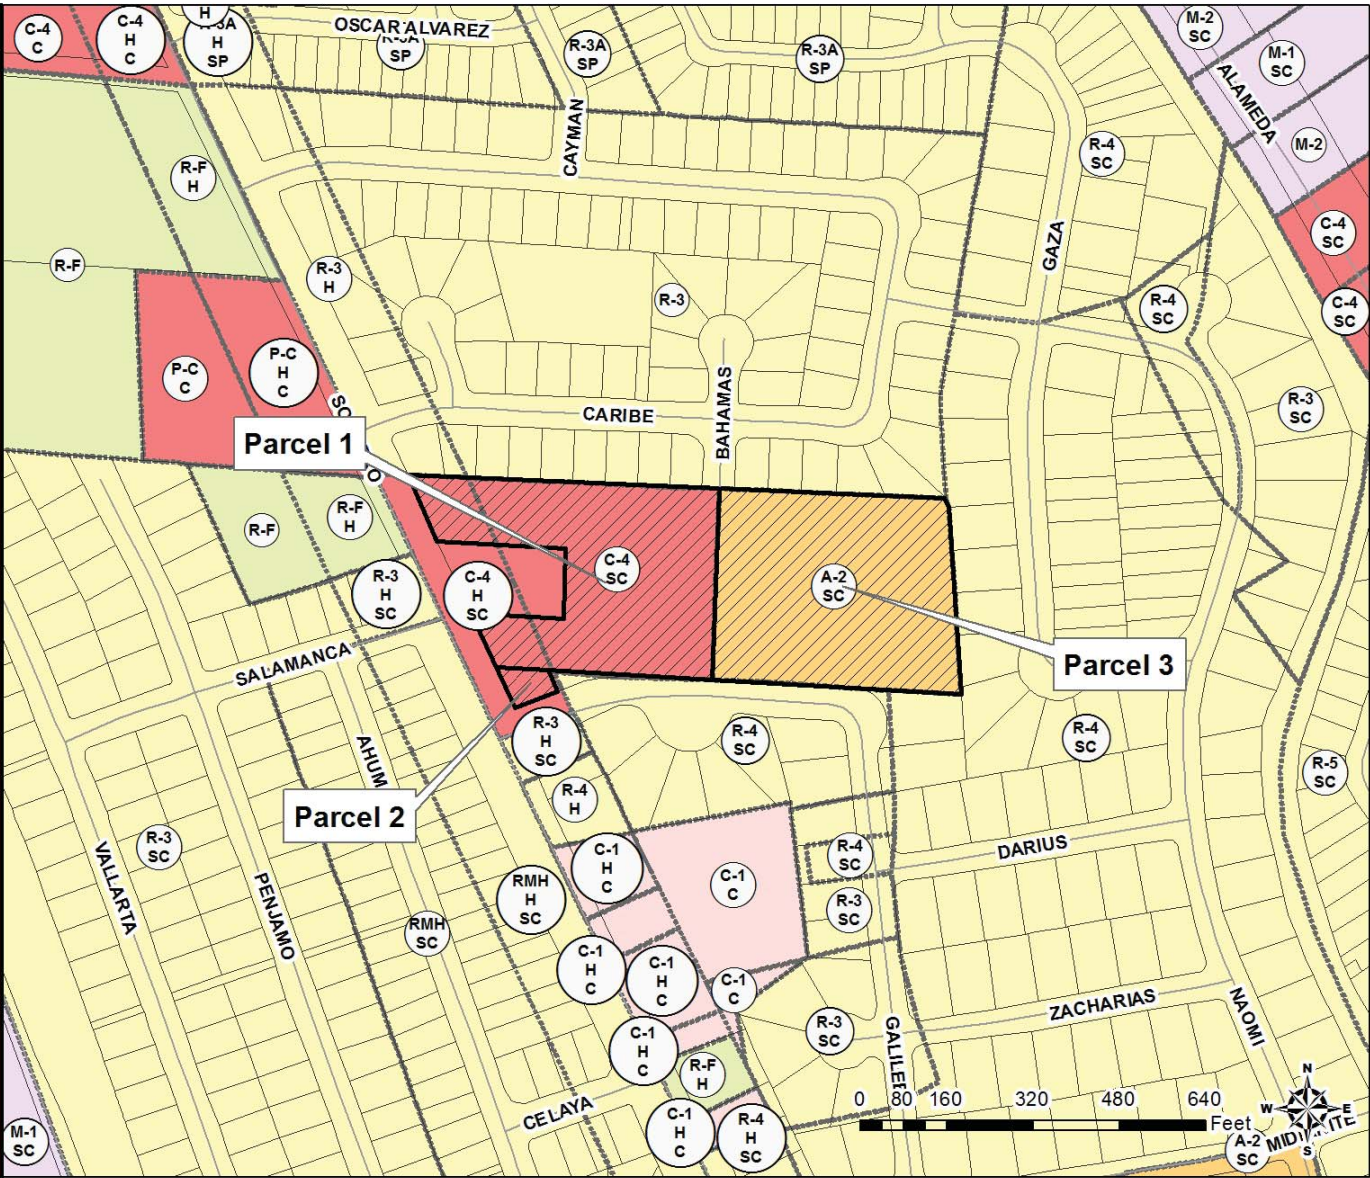 C-4
C
C-4
H
C
H
R-3A
H
SP
OSCAR ALVAREZ
R-3A
SP
R-3A
SP
R-3A
SP
M-2
SC
M-1
SC
ALAMEDA
M-2
CAYMAN
R-4
SC
R-F
H
C-4
SC
GAZA
R-F
R-3
H
R-3
R-4
SC
C-4
SC
P-C
C
P-C
H
C
BAHAMAS
CARIBE
R-3
SC
Parcel 1
R-F
R-F
H
C-4
SC
A-2
SC
R-3
H
SC
C-4
H
SC
SALAMANCA
Parcel 3
R-3
H
SC
R-4
SC
R-4
SC
AHUM
R-5
SC
R-4
H
Parcel 2
R-3
SC
VALLARTA
PENJAMO
C-1
H
C
C-1
C
R-4
SC
DARIUS
RMH
H
SC
R-3
SC
RMH
SC
C-1
H
C
C-1
H
C
C-1
C
ZACHARIAS
NAOMI
R-3
SC
GALILE
C-1
H
C
R-F
H
CELAYA
0 80 160 320 480 640
Feet
N
W
E
S
M-1
SC
C-1
H
C
R-4
H
SC
A-2
SC